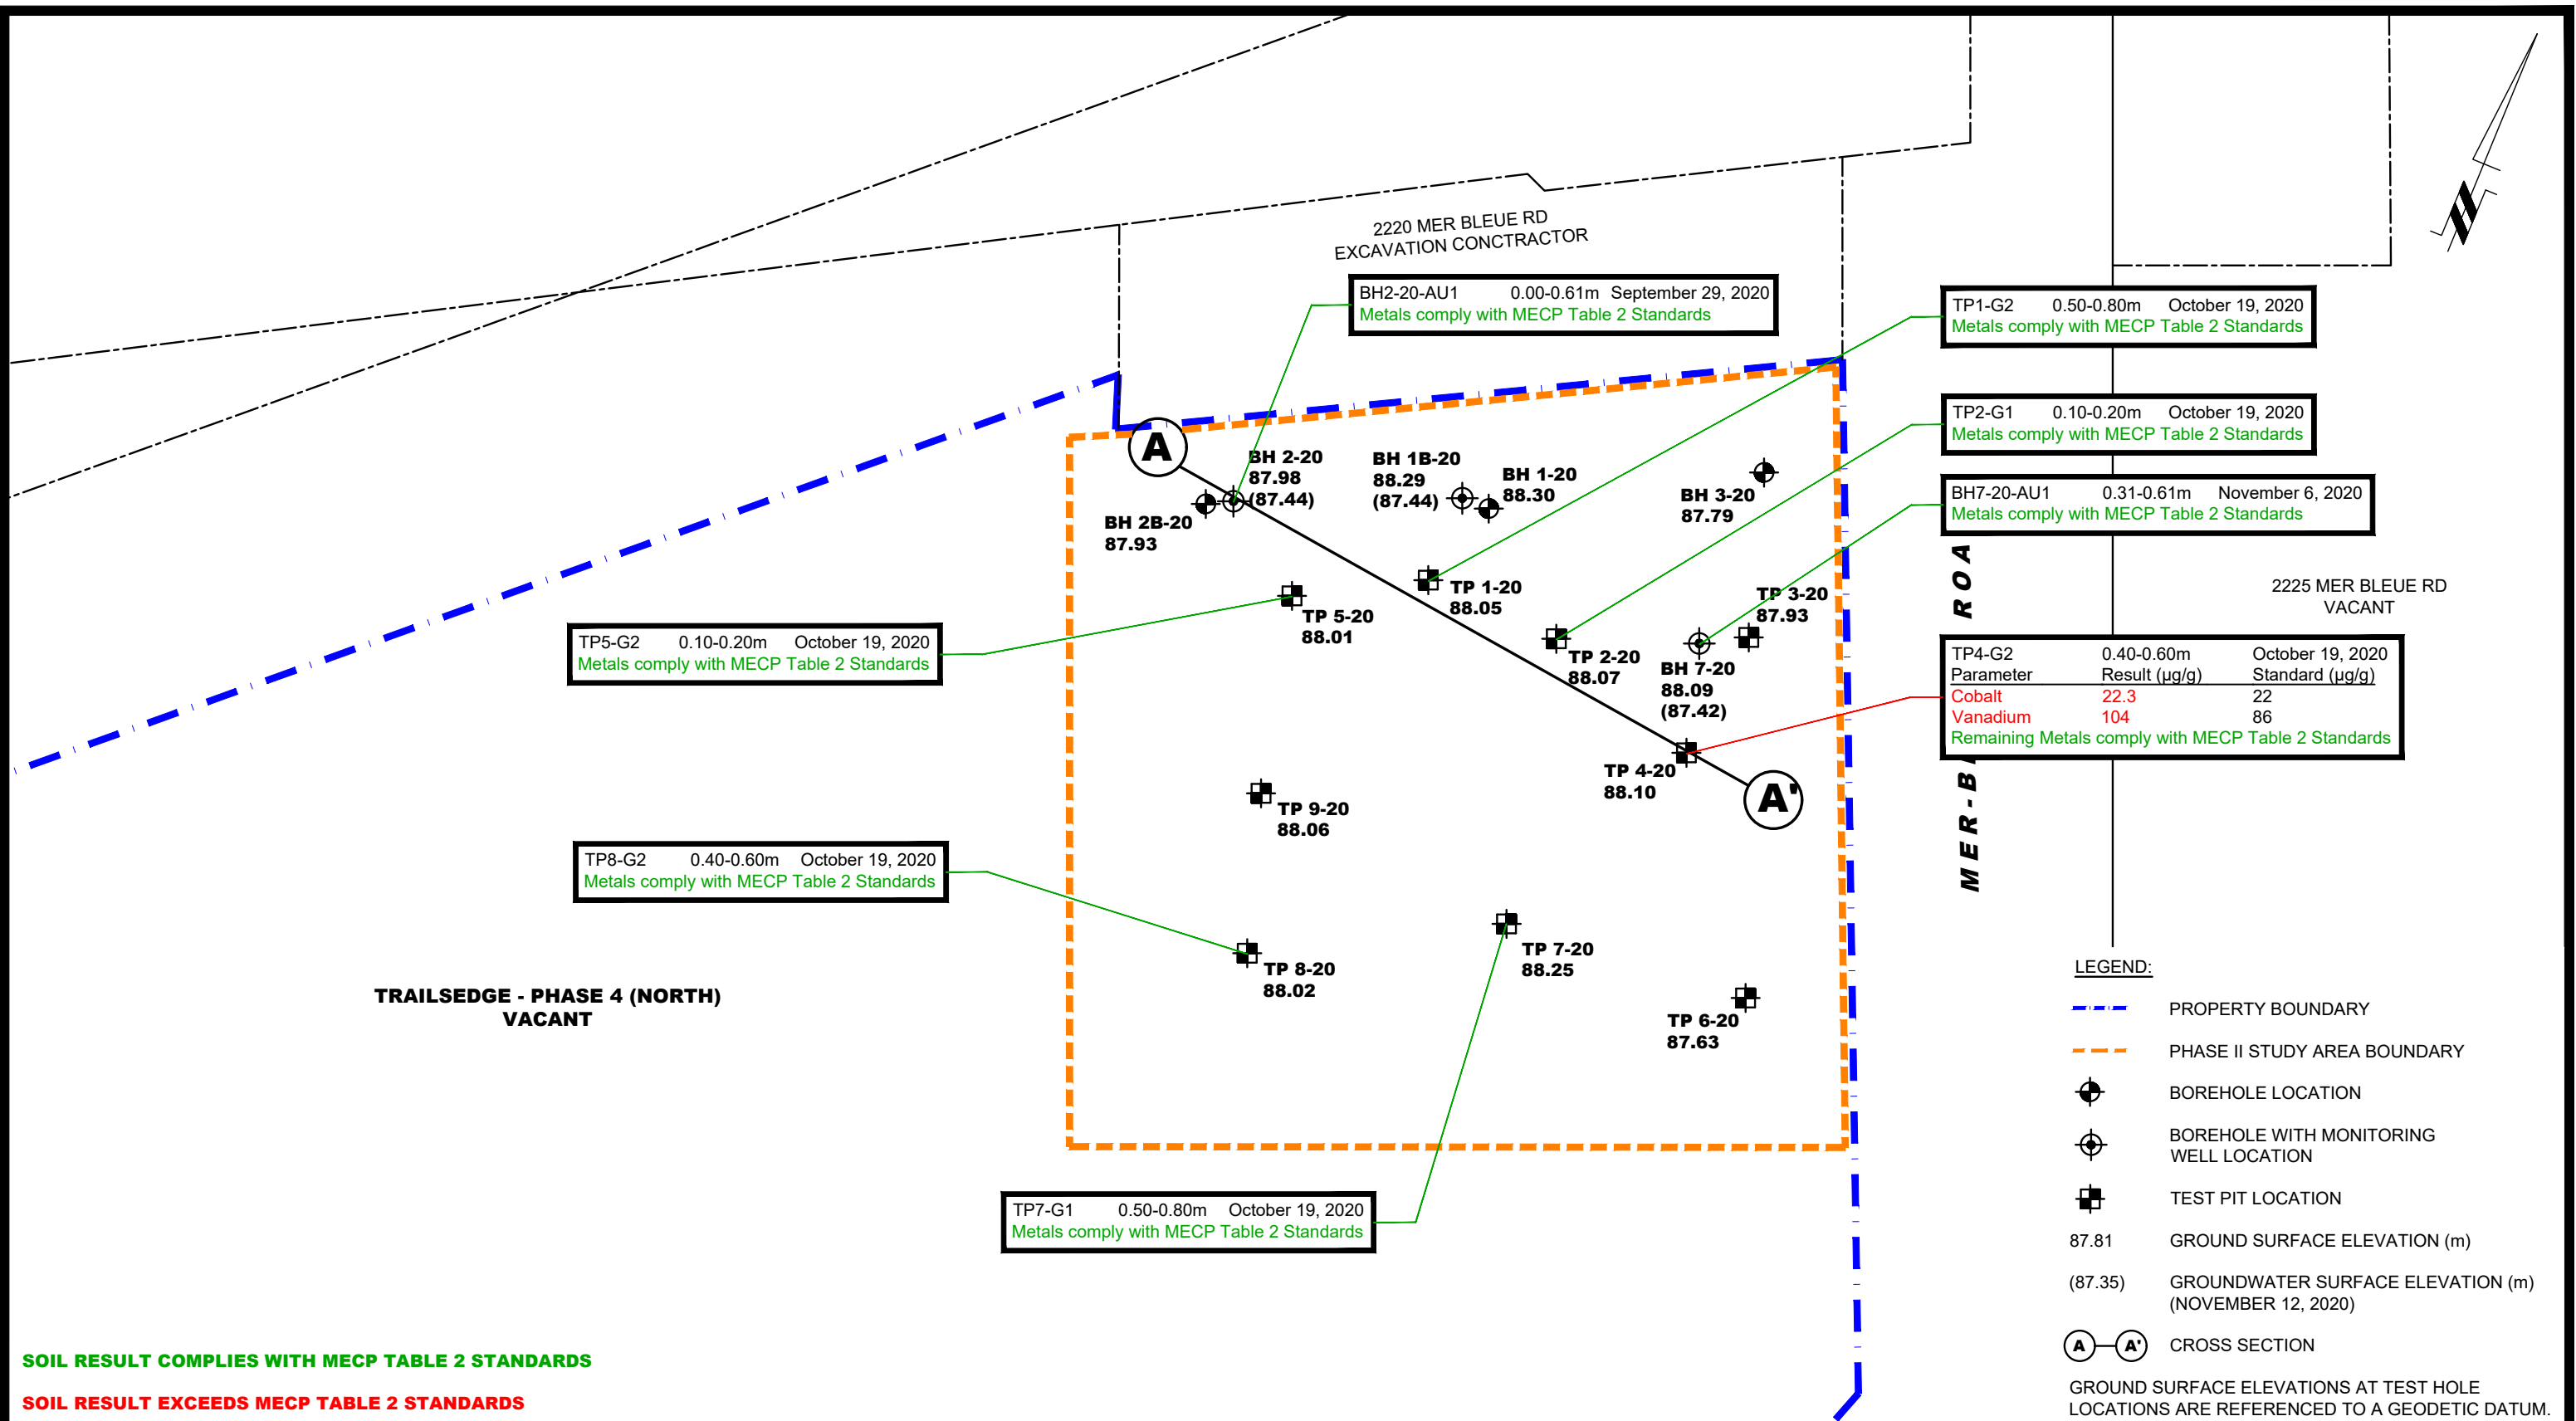 2220 MER BLEUE RD
EXCAVATION CONCTRACTOR
BH2-20-AU1 0.00-0.61m September 29, 2020
Metals comply with MECP Table 2 Standards
TP1-G2 0.50-0.80m October 19, 2020
Metals comply with MECP Table 2 Standards
TP2-G1 0.10-0.20m October 19, 2020
Metals comply with MECP Table 2 Standards
BH7-20-AU1 0.31-0.61m November 6, 2020
Metals comply with MECP Table 2 Standards
A
BH 2-20
87.98
(87.44)
BH 2B-20
87.93
BH 1B-20
88.29
(87.44)
BH 1-20
88.30
BH 3-20
87.79
TP 1-20
88.05
TP 5-20
88.01
TP 2-20
88.07
TP 3-20
87.93
BH 7-20
88.09
(87.42)
TP 4-20
88.10
A'
MER-B
ROA
2225 MER BLEUE RD
VACANT
TP5-G2 0.10-0.20m October 19, 2020
Metals comply with MECP Table 2 Standards
TP4-G2 0.40-0.60m October 19, 2020
Parameter Result (µg/g) Standard (µg/g)
Cobalt 22.3 22
Vanadium 104 86
Remaining Metals comply with MECP Table 2 Standards
TP 9-20
88.06
TP8-G2 0.40-0.60m October 19, 2020
Metals comply with MECP Table 2 Standards
TP 8-20
88.02
TP 7-20
88.25
TP 6-20
87.63
TRAILSEDGE - PHASE 4 (NORTH)
VACANT
TP7-G1 0.50-0.80m October 19, 2020
Metals comply with MECP Table 2 Standards
LEGEND:
PROPERTY BOUNDARY
PHASE II STUDY AREA BOUNDARY
BOREHOLE LOCATION
BOREHOLE WITH MONITORING
WELL LOCATION
TEST PIT LOCATION
87.81 GROUND SURFACE ELEVATION (m)
(87.35) GROUNDWATER SURFACE ELEVATION (m)
(NOVEMBER 12, 2020)
A A' CROSS SECTION
GROUND SURFACE ELEVATIONS AT TEST HOLE
LOCATIONS ARE REFERENCED TO A GEODETIC DATUM.
SOIL RESULT COMPLIES WITH MECP TABLE 2 STANDARDS
SOIL RESULT EXCEEDS MECP TABLE 2 STANDARDS